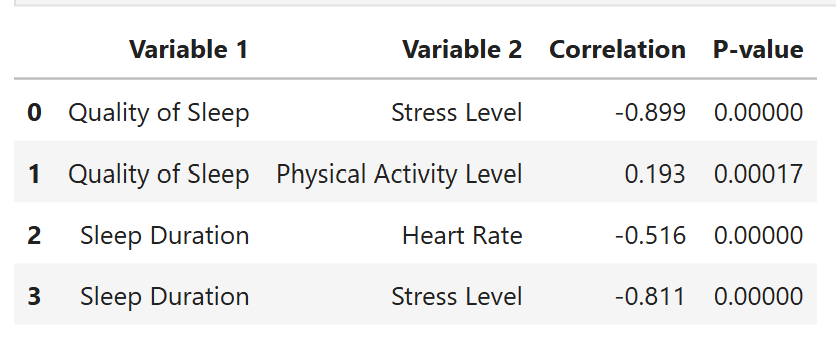 Variable 1 Variable 2 Correlation P-value
0 Quality of Sleep Stress Level -0.899 0.00000
1 Quality of Sleep Physical Activity Level 0.193 0.00017
2 Sleep Duration Heart Rate -0.516 0.00000
3 Sleep Duration Stress Level -0.811 0.00000